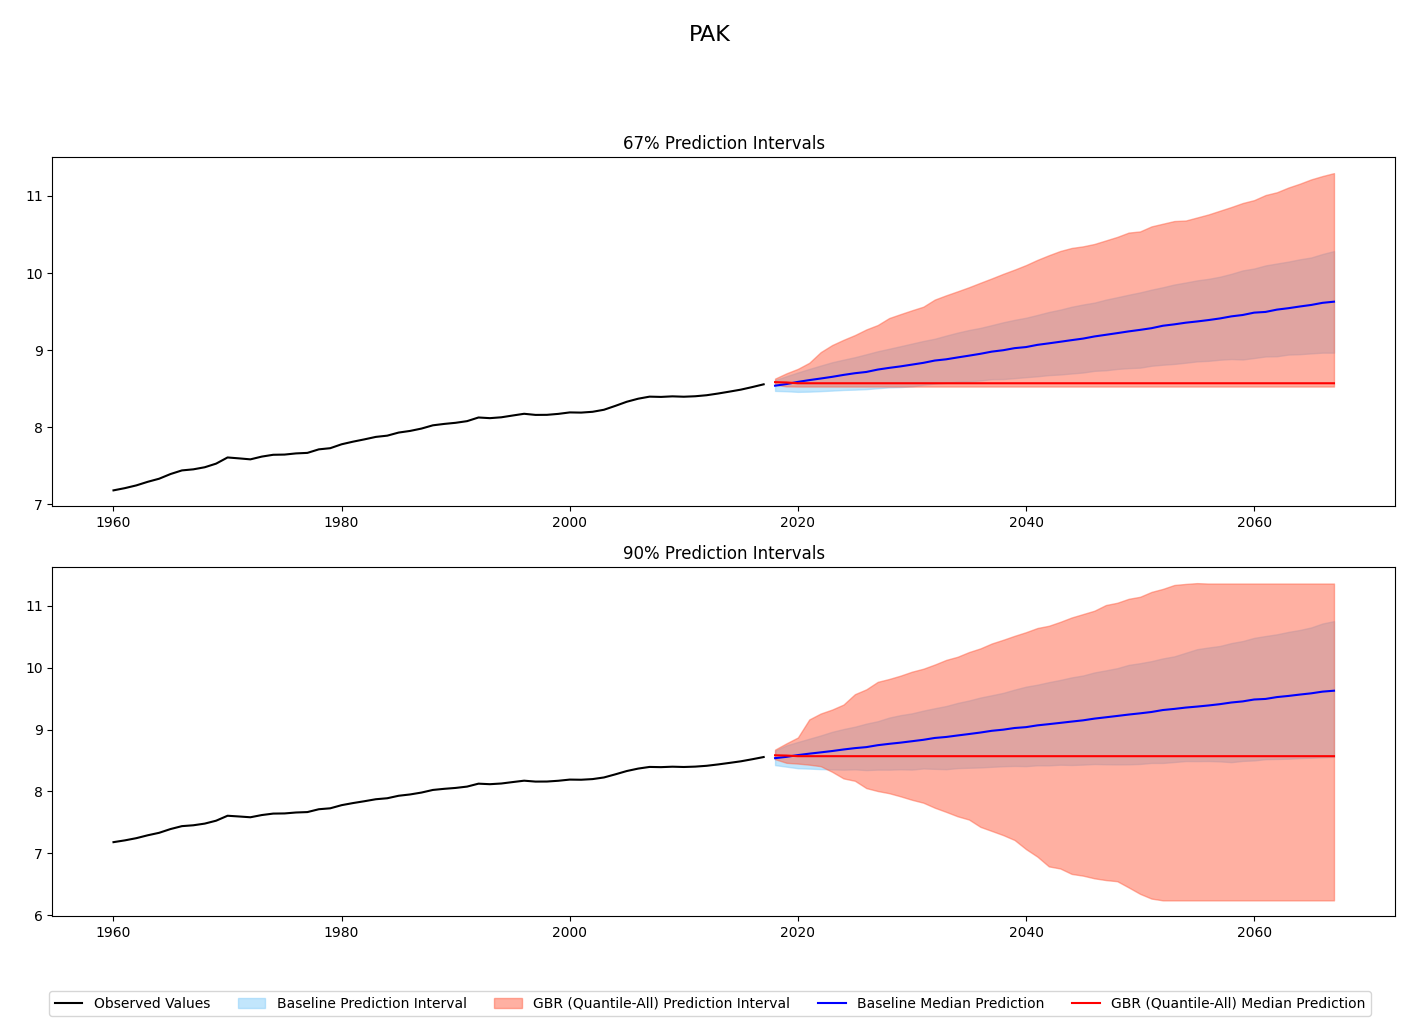 PAK
67% Prediction Intervals
11
10
9
8
7
1960 1980 2000 2020 2040 2060
90% Prediction Intervals
11
10
9
8
7
6
1960 1980 2000 2020 2040 2060
Observed Values Baseline Prediction Interval GBR (Quantile-All) Prediction Interval Baseline Median Prediction GBR (Quantile-All) Median Prediction